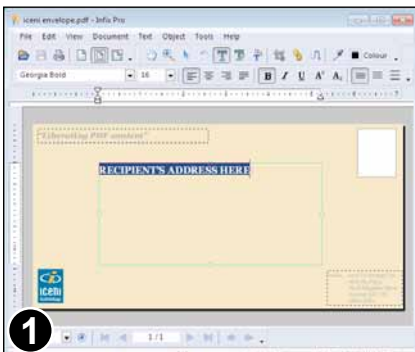 iceni envelope.pdf - Infix Pro
File Edit View Document Text Object Tools Help
Colour
Georgia Bold 16 B I U A' A,
"Liberating PDF content"
RECIPIENT'S ADDRESS HERE
iceni
technology
1
1/1